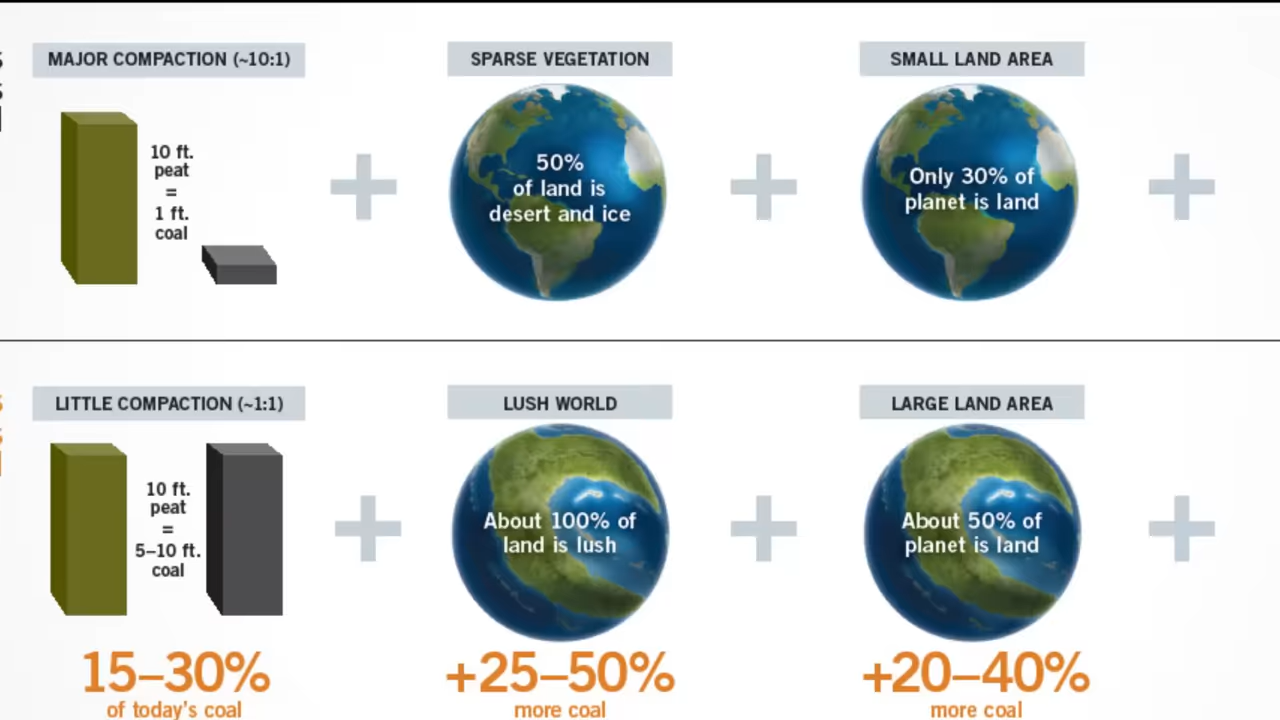 MAJOR COMPACTION (~10:1)
SPARSE VEGETATION
SMALL LAND AREA
10 ft.
peat
=
1 ft.
coal
50%
of land is
desert and ice
Only 30% of
planet is land
LITTLE COMPACTION (~1:1)
LUSH WORLD
LARGE LAND AREA
10 ft.
peat
=
5–10 ft.
coal
About 100% of
land is lush
About 50% of
planet is land
15–30%
of today's coal
+25–50%
more coal
+20–40%
more coal